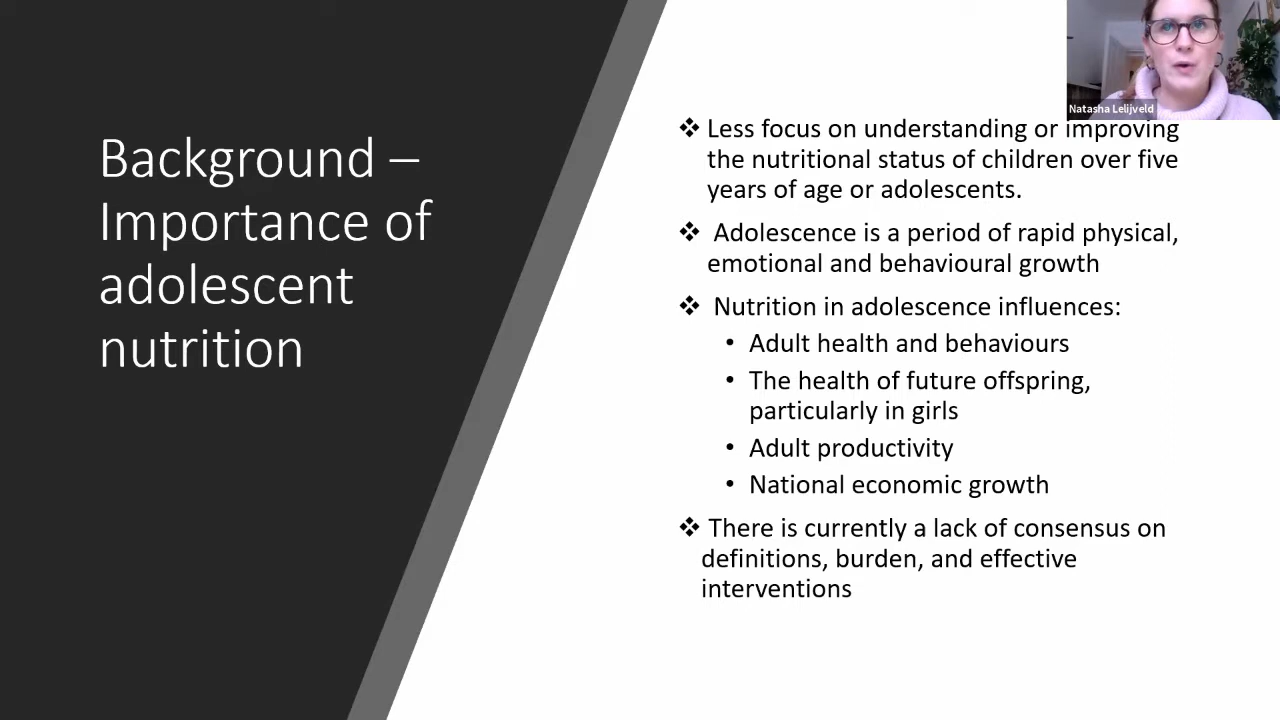 Background –
Importance of
adolescent
nutrition
Natasha Lelijveld
❖ Less focus on understanding or improving
the nutritional status of children over five
years of age or adolescents.
❖ Adolescence is a period of rapid physical,
emotional and behavioural growth
❖ Nutrition in adolescence influences:
• Adult health and behaviours
• The health of future offspring,
particularly in girls
• Adult productivity
• National economic growth
❖ There is currently a lack of consensus on
definitions, burden, and effective
interventions